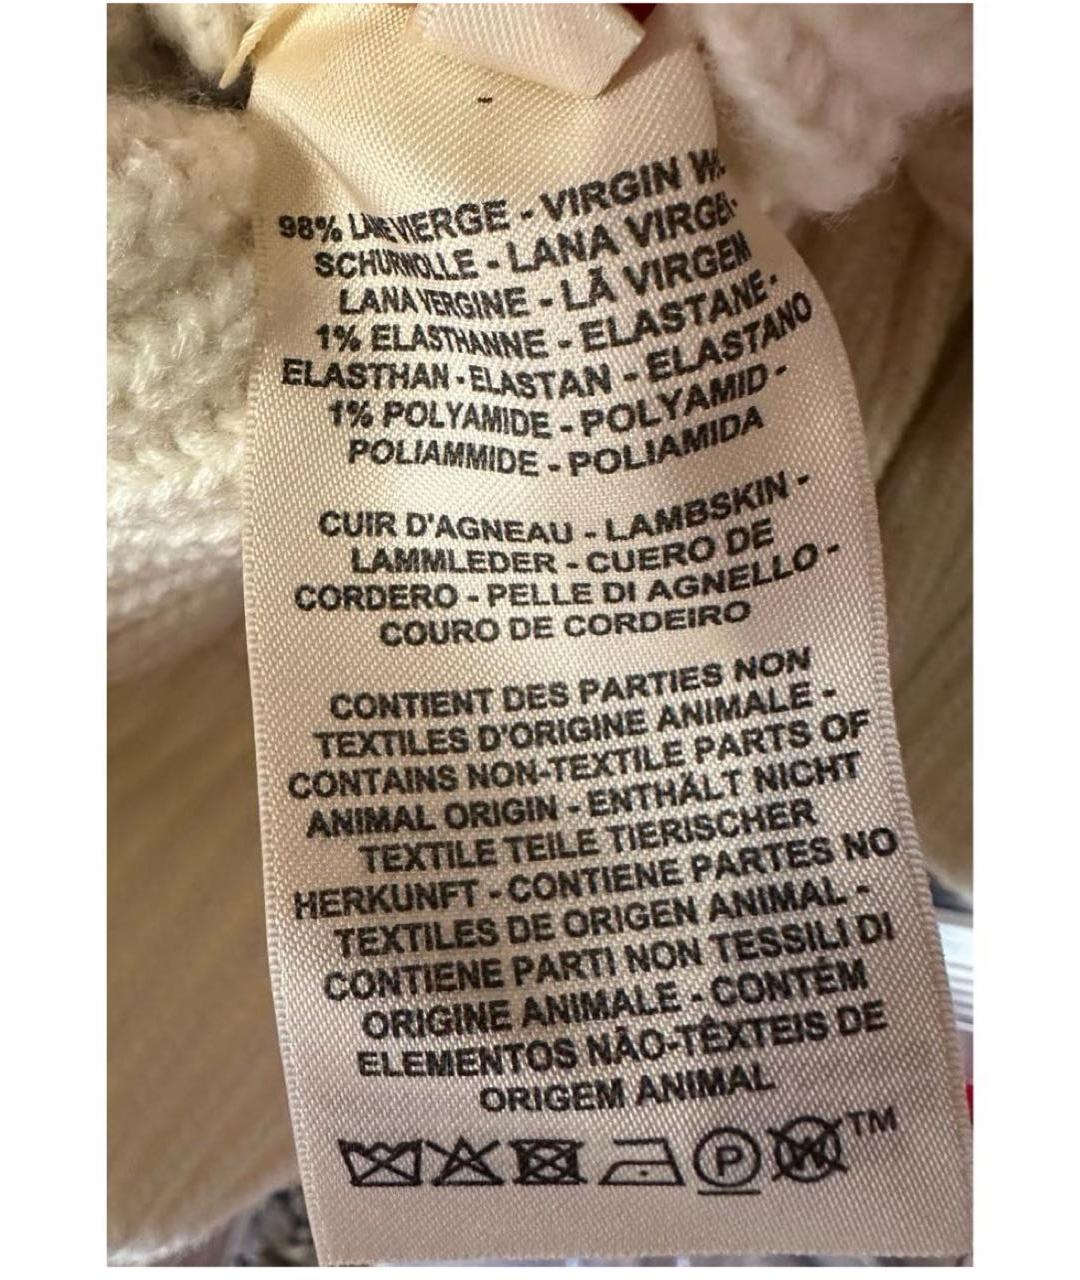 98% LAINE VIERGE - VIRGIN
SCHURWOLLE - LANA VIRGEN -
LANA VERGINE - LÃ VIRGEM
1% ELASTHANNE - ELASTANE -
ELASTHAN - ELASTAN - ELASTANO
1% POLYAMIDE - POLYAMID -
POLIAMMIDE - POLIAMIDA
CUIR D'AGNEAU - LAMBSKIN -
LAMMLEDER - CUERO DE
CORDERO - PELLE DI AGNELLO -
COURO DE CORDEIRO
CONTIENT DES PARTIES NON
TEXTILES D'ORIGINE ANIMALE -
CONTAINS NON-TEXTILE PARTS OF
ANIMAL ORIGIN - ENTHÄLT NICHT
TEXTILE TEILE TIERISCHER
HERKUNFT - CONTIENE PARTES NO
TEXTILES DE ORIGEN ANIMAL -
CONTIENE PARTI NON TESSILI DI
ORIGINE ANIMALE - CONTÉM
ELEMENTOS NÃO-TÊXTEIS DE
ORIGEM ANIMAL
P W TM